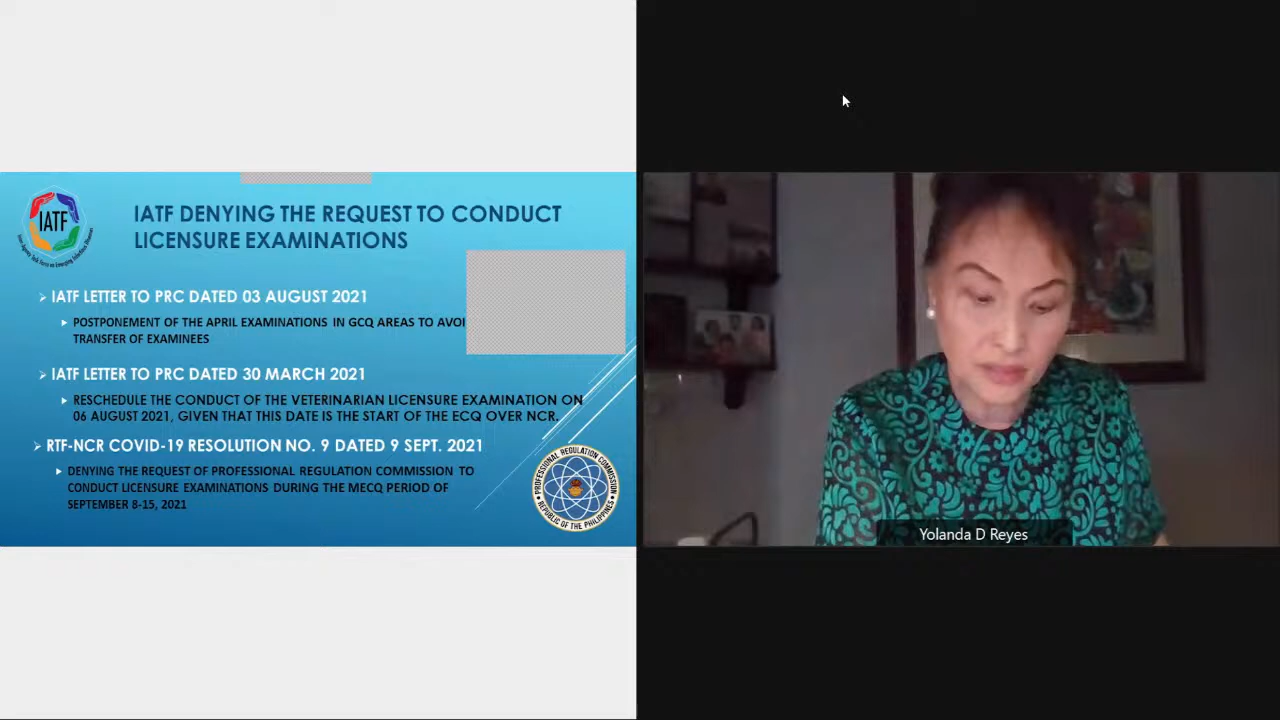 IATF
IATF DENYING THE REQUEST TO CONDUCT
LICENSURE EXAMINATIONS
IATF LETTER TO PRC DATED 03 AUGUST 2021
POSTPONEMENT OF THE APRIL EXAMINATIONS IN GCQ AREAS TO AVOI
TRANSFER OF EXAMINEES
IATF LETTER TO PRC DATED 30 MARCH 2021
RESCHEDULE THE CONDUCT OF THE VETERINARIAN LICENSURE EXAMINATION ON
06 AUGUST 2021, GIVEN THAT THIS DATE IS THE START OF THE ECQ OVER NCR.
RTF-NCR COVID-19 RESOLUTION NO. 9 DATED 9 SEPT. 2021
DENYING THE REQUEST OF PROFESSIONAL REGULATION COMMISSION TO
CONDUCT LICENSURE EXAMINATIONS DURING THE MECQ PERIOD OF
SEPTEMBER 8-15, 2021
PROFESSIONAL REGULATION COMMISSION
REPUBLIC OF THE PHILIPPINES
Yolanda D Reyes